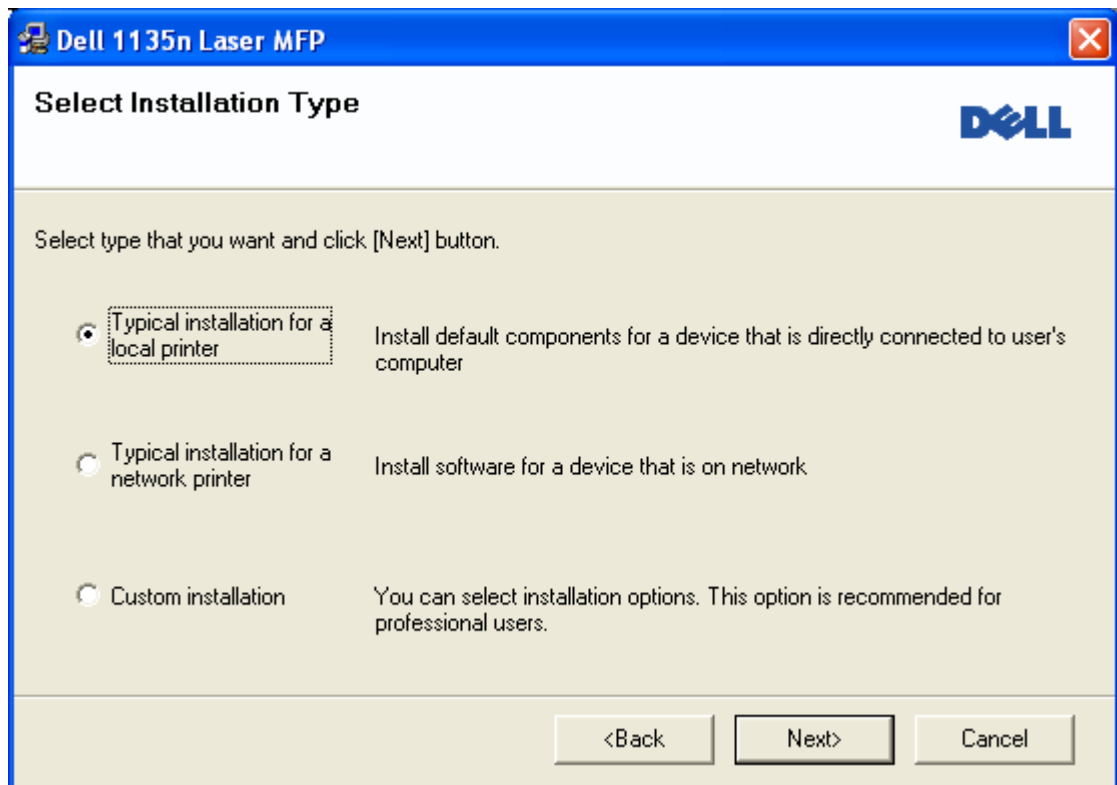 Dell 1135n Laser MFP
Select Installation Type
DELL
Select type that you want and click [Next] button.
Typical installation for a
local printer
Install default components for a device that is directly connected to user's
computer
Typical installation for a
network printer
Install software for a device that is on network
Custom installation
You can select installation options. This option is recommended for
professional users.
<Back
Next>
Cancel